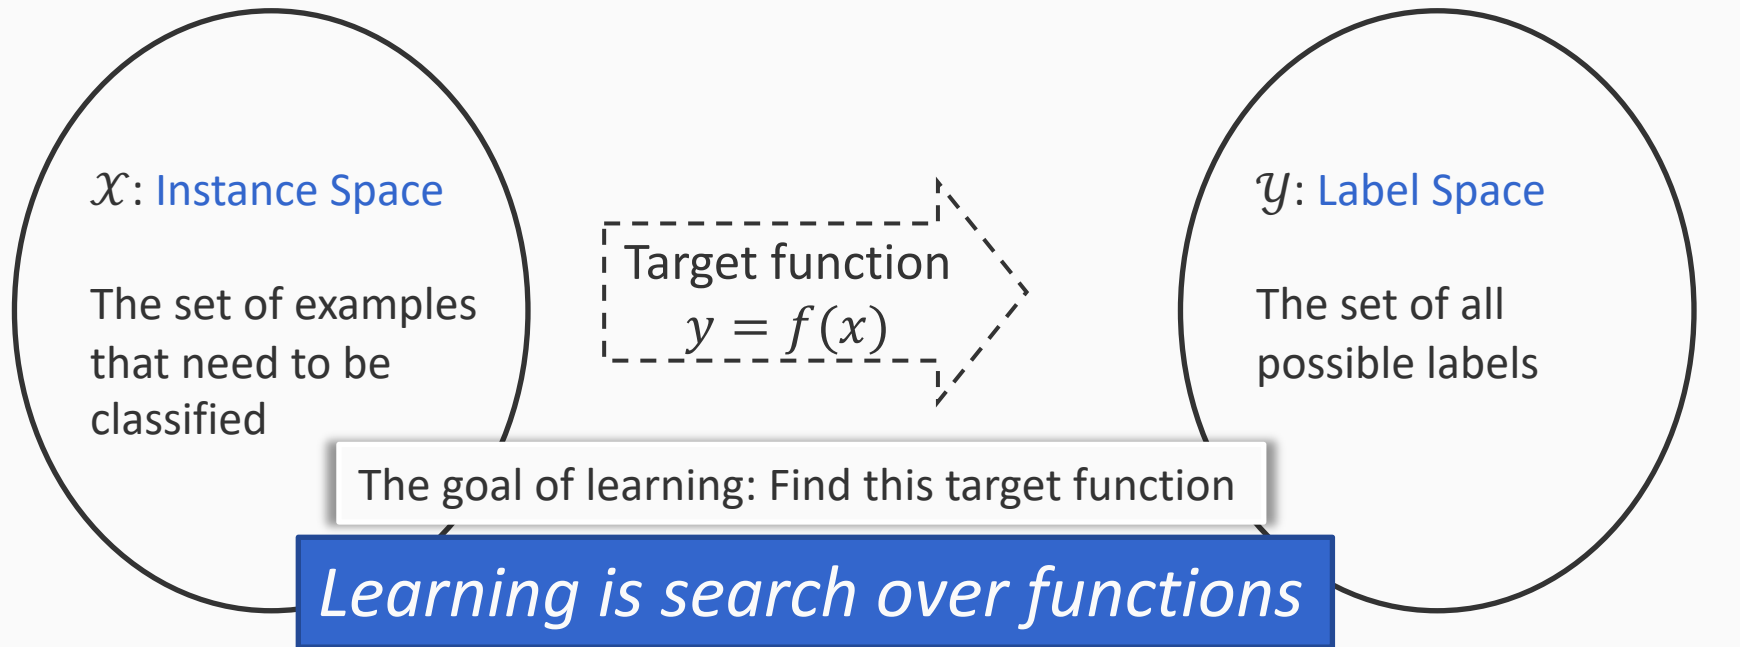 𝒳: Instance Space
The set of examples
that need to be
classified
Target function
y = f(x)
𝒴: Label Space
The set of all
possible labels
The goal of learning: Find this target function
Learning is search over functions